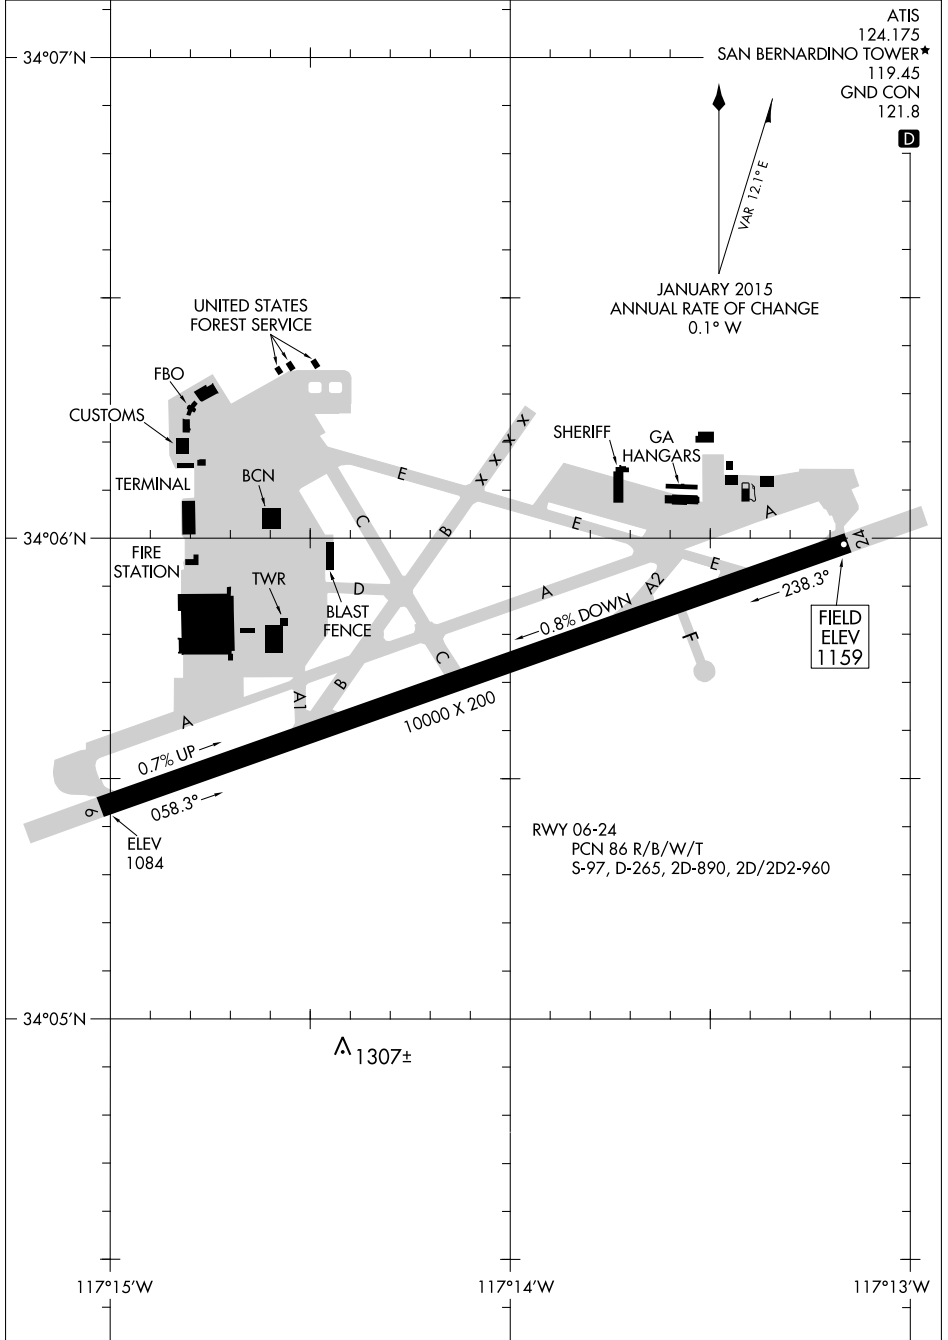 ATIS
124.175
34°07'N
SAN BERNARDINO TOWER★
119.45
GND CON
121.8
D
VAR 12.1° E
JANUARY 2015
ANNUAL RATE OF CHANGE
0.1° W
UNITED STATES
FOREST SERVICE
FBO
CUSTOMS
TERMINAL
BCN
SHERIFF
GA
HANGARS
E
C
B
X
X
X
X
E
A
34°06'N
24
FIRE
STATION
TWR
D
BLAST
FENCE
A
A2
E
238.3°
0.8% DOWN
FIELD
ELEV
1159
F
C
B
A1
A
10000 X 200
0.7% UP
058.3°
6
ELEV
1084
RWY 06-24
PCN 86 R/B/W/T
S-97, D-265, 2D-890, 2D/2D2-960
34°05'N
1307±
117°15'W
117°14'W
117°13'W